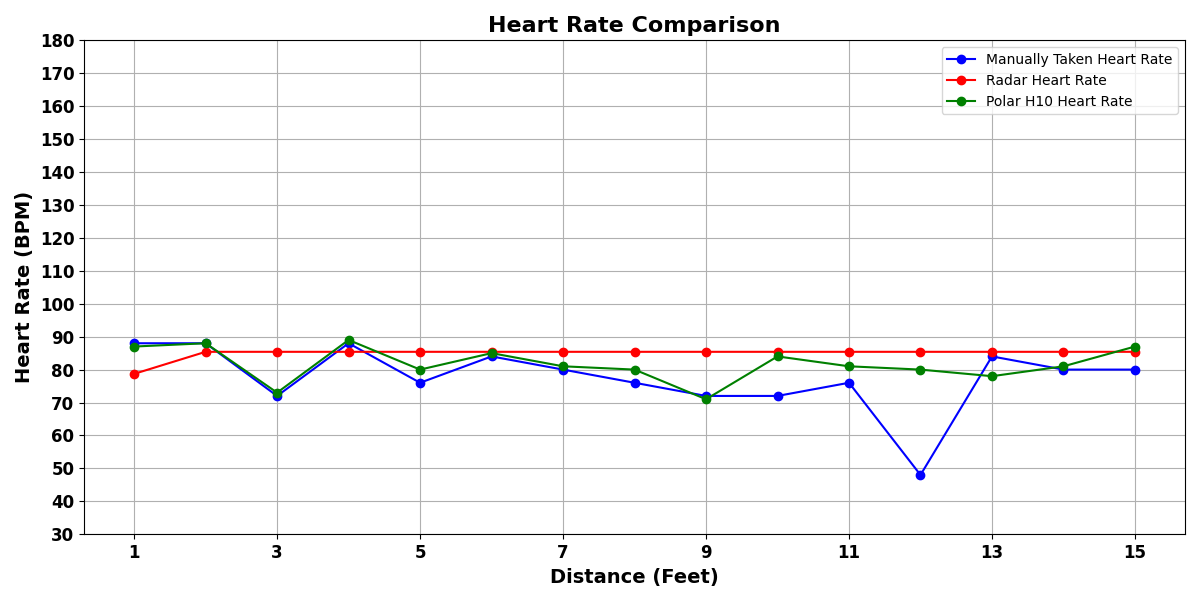 Heart Rate Comparison
180
170
160
150
140
130
120
110
100
90
80
70
60
50
40
30
Heart Rate (BPM)
Manually Taken Heart Rate
Radar Heart Rate
Polar H10 Heart Rate
1 3 5 7 9 11 13 15
Distance (Feet)